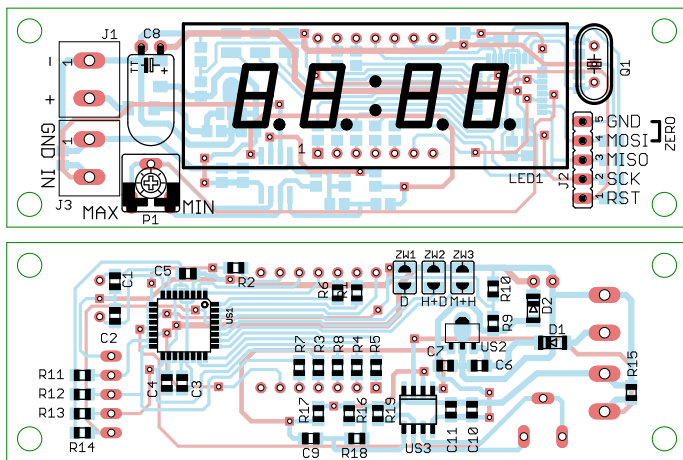 J1
C8
Q1
1
+
GND IN
1
J3
MAX
MIN
P1
1
LED1
J2
5 GND
4 MOSI
3 MISO
2 SCK
1 RST
ZERO
C1
C2
C5
R2
US1
R6
R1
ZW1
ZW2
ZW3
D
H+D
M+H
R10
R9
D2
D1
US2
C7
C6
R7
R3
R8
R4
R5
R15
R11
R12
R13
R14
C4
C3
R17
R16
R19
C9
R18
US3
C11
C10